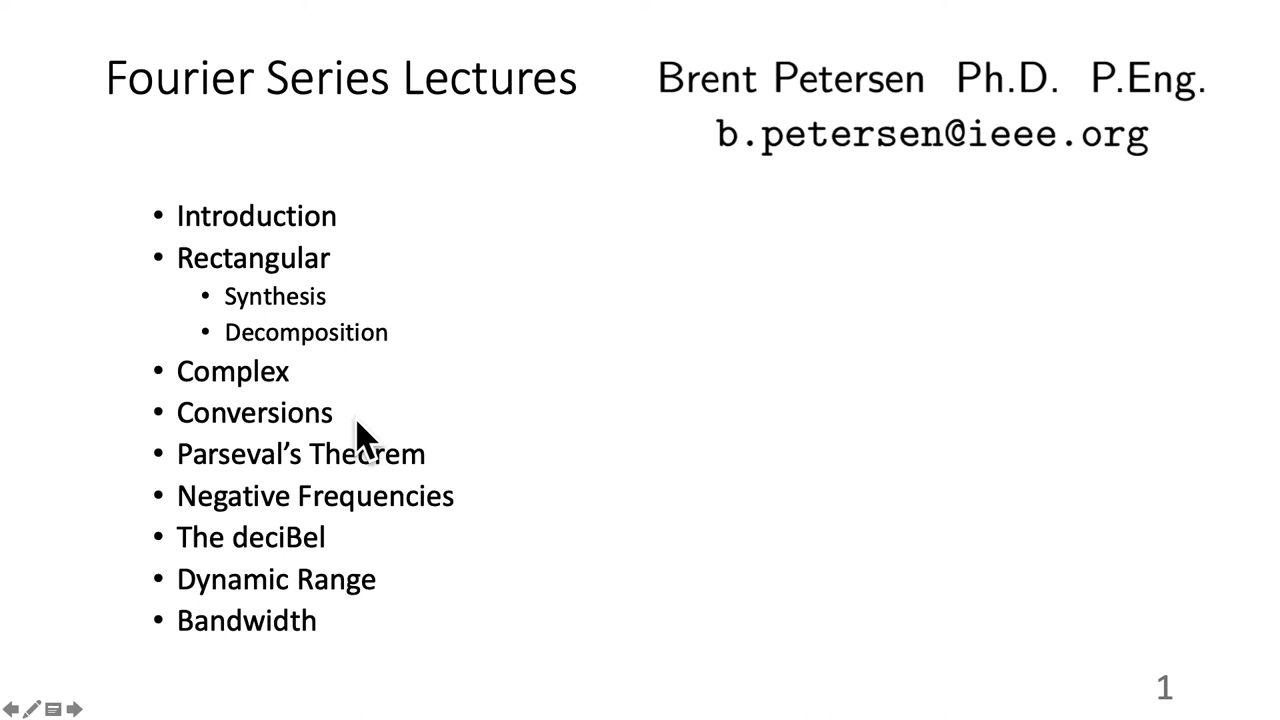 Fourier Series Lectures
Brent Petersen Ph.D. P.Eng.
b.petersen@ieee.org
• Introduction
• Rectangular
• Synthesis
• Decomposition
• Complex
• Conversions
• Parseval’s Theorem
• Negative Frequencies
• The deciBel
• Dynamic Range
• Bandwidth
1